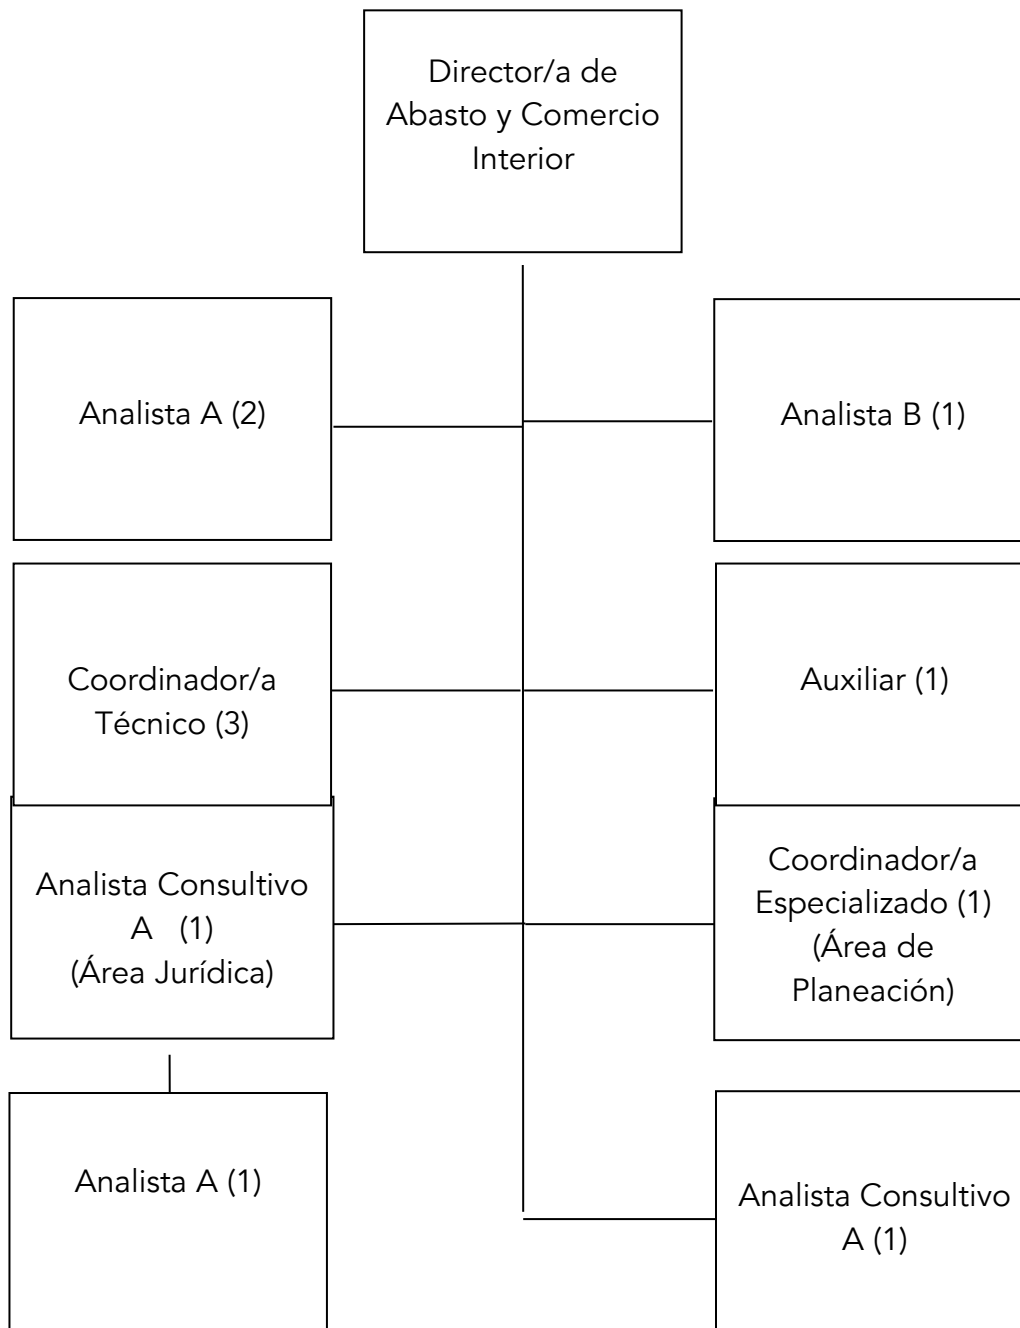 Director/a de
Abasto y Comercio
Interior
Analista A (2)
Analista B (1)
Coordinador/a
Técnico (3)
Auxiliar (1)
Analista Consultivo
A (1)
(Área Jurídica)
Coordinador/a
Especializado (1)
(Área de
Planeación)
Analista A (1)
Analista Consultivo
A (1)